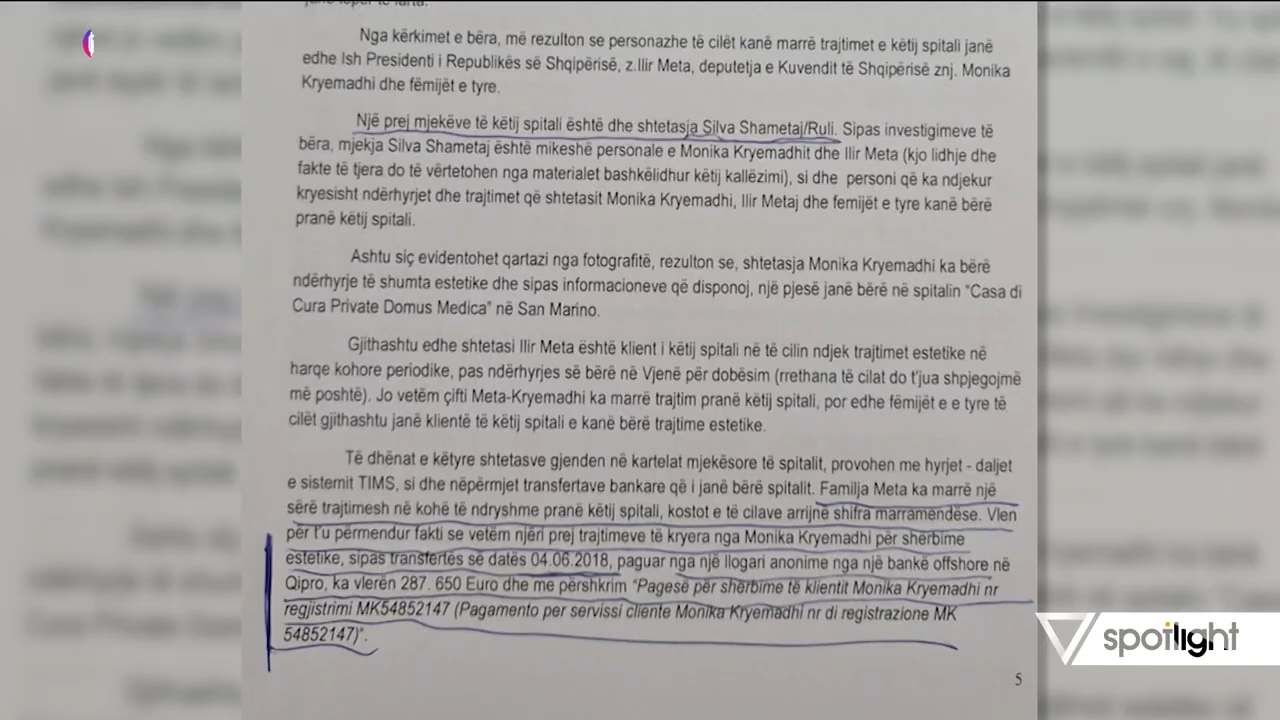 Nga kërkimet e bëra, më rezulton se personazhe të cilët kanë marrë trajtimet e këtij spitali janë
edhe Ish Presidenti i Republikës së Shqipërisë, z.Ilir Meta, deputetja e Kuvendit të Shqipërisë znj. Monika
Kryemadhi dhe fëmijët e tyre.
Një prej mjekëve të këtij spitali është dhe shtetasja Silva Shametaj/Ruli. Sipas investigimeve të
bëra, mjekja Silva Shametaj është mikeshë personale e Monika Kryemadhit dhe Ilir Meta (kjo lidhje dhe
fakte të tjera do të vërtetohen nga materialet bashkëlidhur këtij kallëzimi), si dhe personi që ka ndjekur
kryesisht ndërhyrjet dhe trajtimet që shtetasit Monika Kryemadhi, Ilir Metaj dhe femijët e tyre kanë bërë
pranë këtij spitali.
Ashtu siç evidentohet qartazi nga fotografitë, rezulton se, shtetasja Monika Kryemadhi ka bërë
ndërhyrje të shumta estetike dhe sipas informacioneve që disponoj, një pjesë janë bërë në spitalin “Casa di
Cura Private Domus Medica” në San Marino.
Gjithashtu edhe shtetasi Ilir Meta është klient i këtij spitali në të cilin ndjek trajtimet estetike në
harqe kohore periodike, pas ndërhyrjes së bërë në Vjenë për dobësim (rrethana të cilat do t'jua shpjegojmë
më poshtë). Jo vetëm çifti Meta-Kryemadhi ka marrë trajtim pranë këtij spitali, por edhe fëmijët e e tyre të
cilët gjithashtu janë klientë të këtij spitali e kanë bërë trajtime estetike.
Të dhënat e këtyre shtetasve gjenden në kartelat mjekësore të spitalit, provohen me hyrjet - daljet
e sistemit TIMS, si dhe nëpërmjet transfertave bankare që i janë bërë spitalit. Familja Meta ka marrë një
sërë trajtimesh në kohë të ndryshme pranë këtij spitali, kostot e të cilave arrijnë shifra marramendëse. Vlen
për t'u përmendur fakti se vetëm njëri prej trajtimeve të kryera nga Monika Kryemadhi për shërbime
estetike, sipas transfertës së datës 04.06.2018, paguar nga një llogari anonime nga një bankë offshore në
Qipro, ka vlerën 287. 650 Euro dhe me përshkrim “Pagesë për shërbime të klientit Monika Kryemadhi nr
regjistrimi MK54852147 (Pagamento per servissi cliente Monika Kryemadhi nr di registrazione MK
54852147)”.
5
spotlight